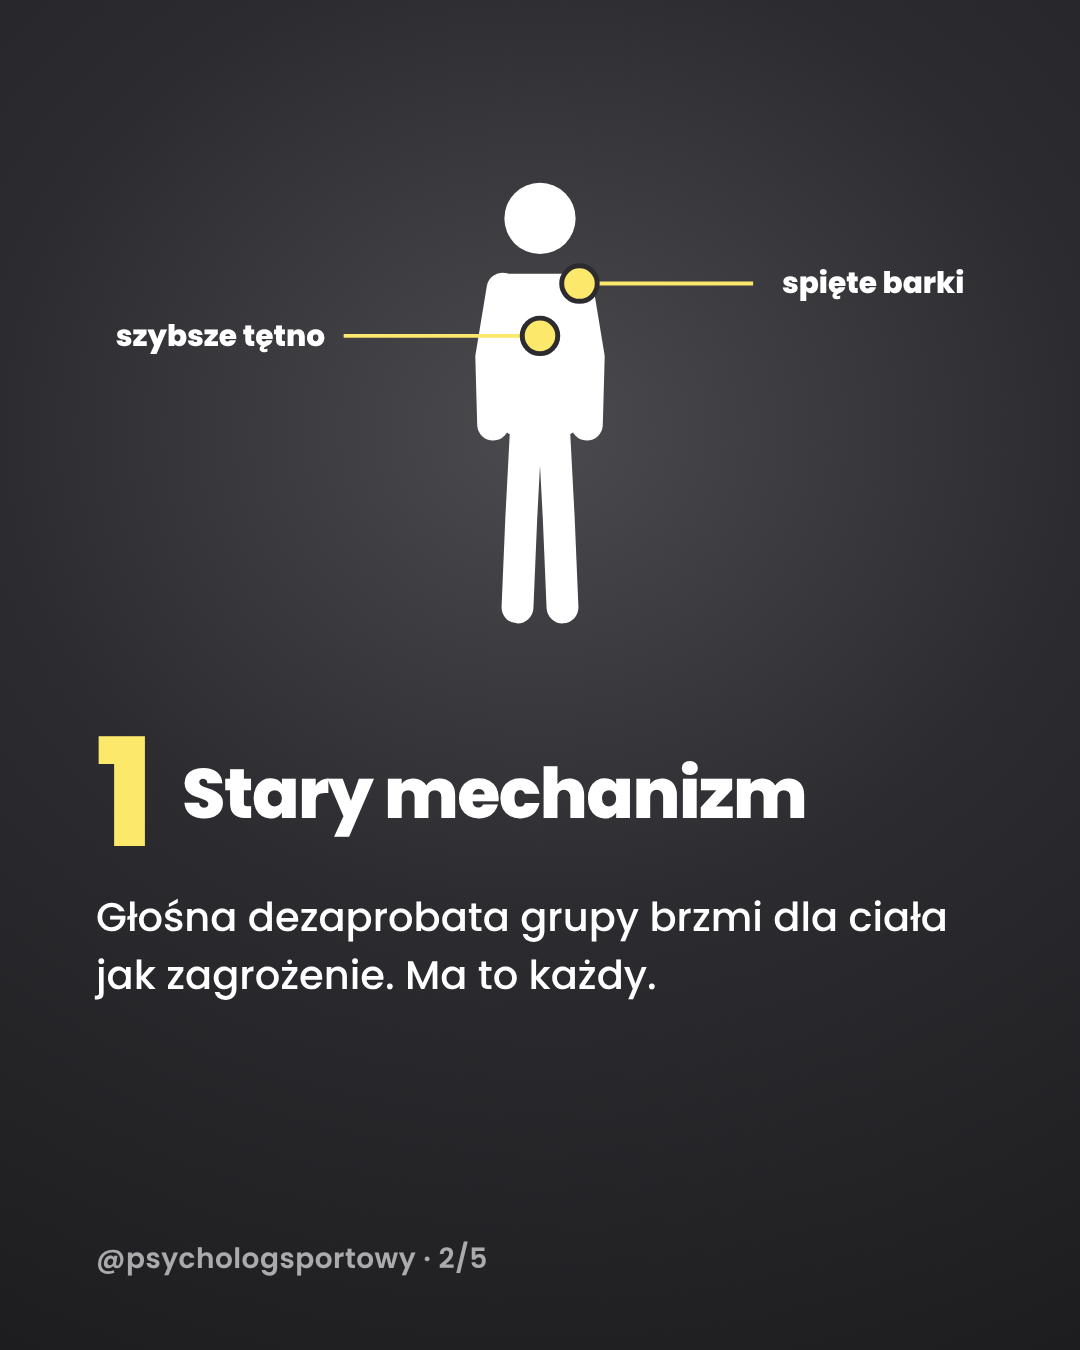 spięte barki
szybsze tętno
1 Stary mechanizm
Głośna dezaprobata grupy brzmi dla ciała
jak zagrożenie. Ma to każdy.
@psychologsportowy · 2/5